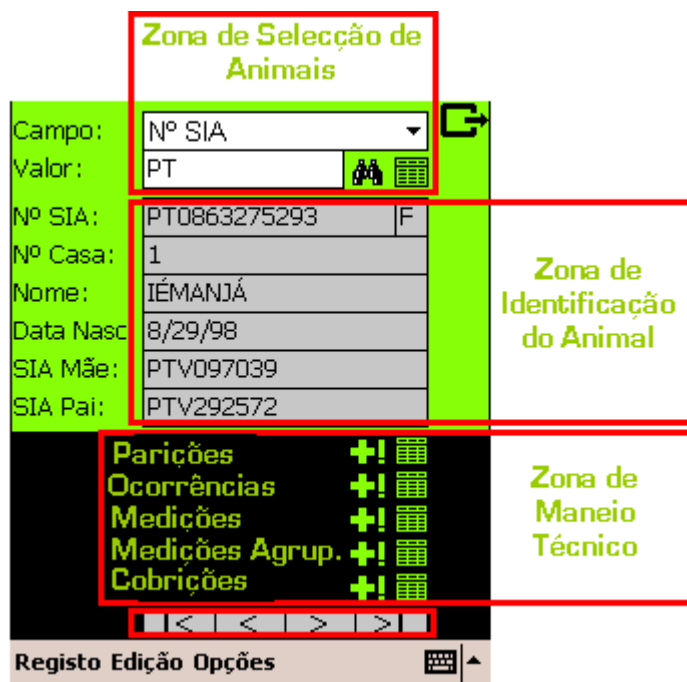 Zona de Selecção de
Animais
Campo: Nº SIA
Valor: PT
Nº SIA: PT0863275293 F
Nº Casa: 1
Nome: IÉMANJÁ
Data Nasc 8/29/98
SIA Mãe: PTV097039
SIA Pai: PTV292572
Zona de
Identificação
do Animal
Parições +!
Ocorrências +!
Medições +!
Medições Agrup. +!
Cobrições +!
Zona de
Maneio
Técnico
|< < > >|
Registo Edição Opções